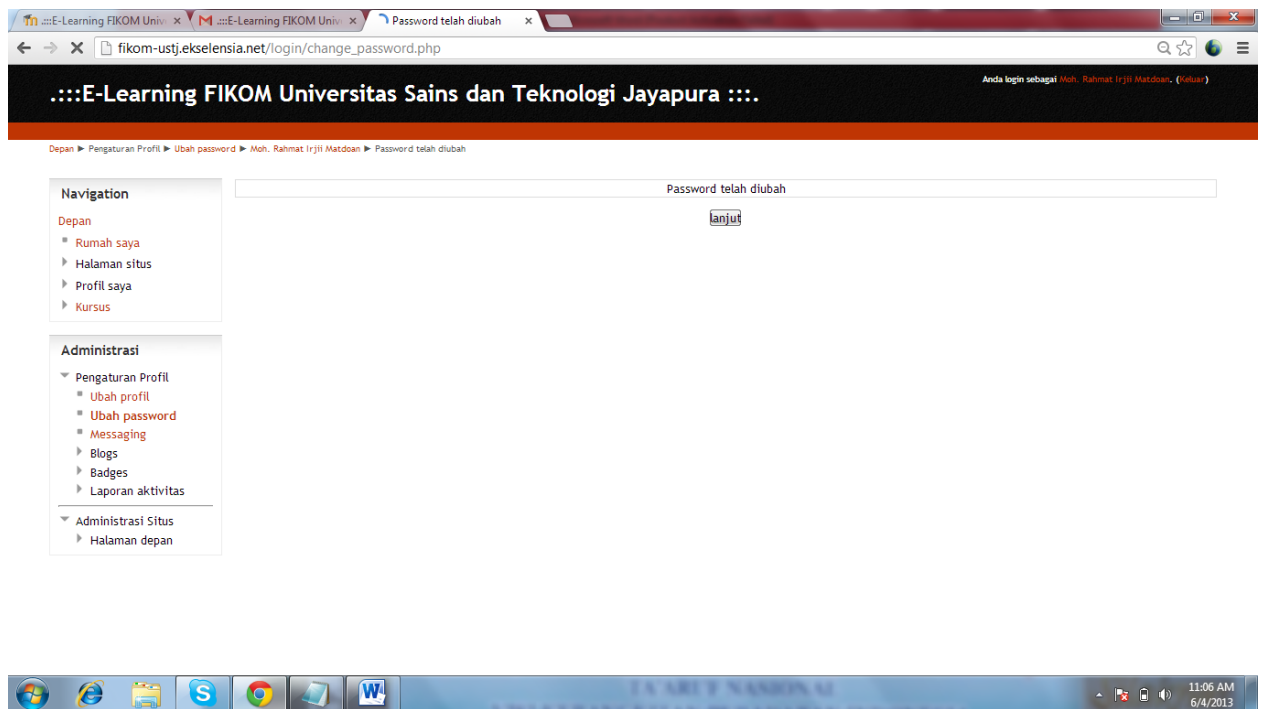 .:::E-Learning FIKOM Univ
.:::E-Learning FIKOM Univ
Password telah diubah
fikom-ustj.ekselensia.net/login/change_password.php
.:::E-Learning FIKOM Universitas Sains dan Teknologi Jayapura :::.
Anda login sebagai Moh. Rahmat Irjii Matdoan. (Keluar)
Depan ► Pengaturan Profil ► Ubah password ► Moh. Rahmat Irjii Matdoan ► Password telah diubah
Navigation
Depan
Rumah saya
Halaman situs
Profil saya
Kursus
Password telah diubah
lanjut
Administrasi
Pengaturan Profil
Ubah profil
Ubah password
Messaging
Blogs
Badges
Laporan aktivitas
Administrasi Situs
Halaman depan
TA'ARUF NASIONAL
11:06 AM
6/4/2013